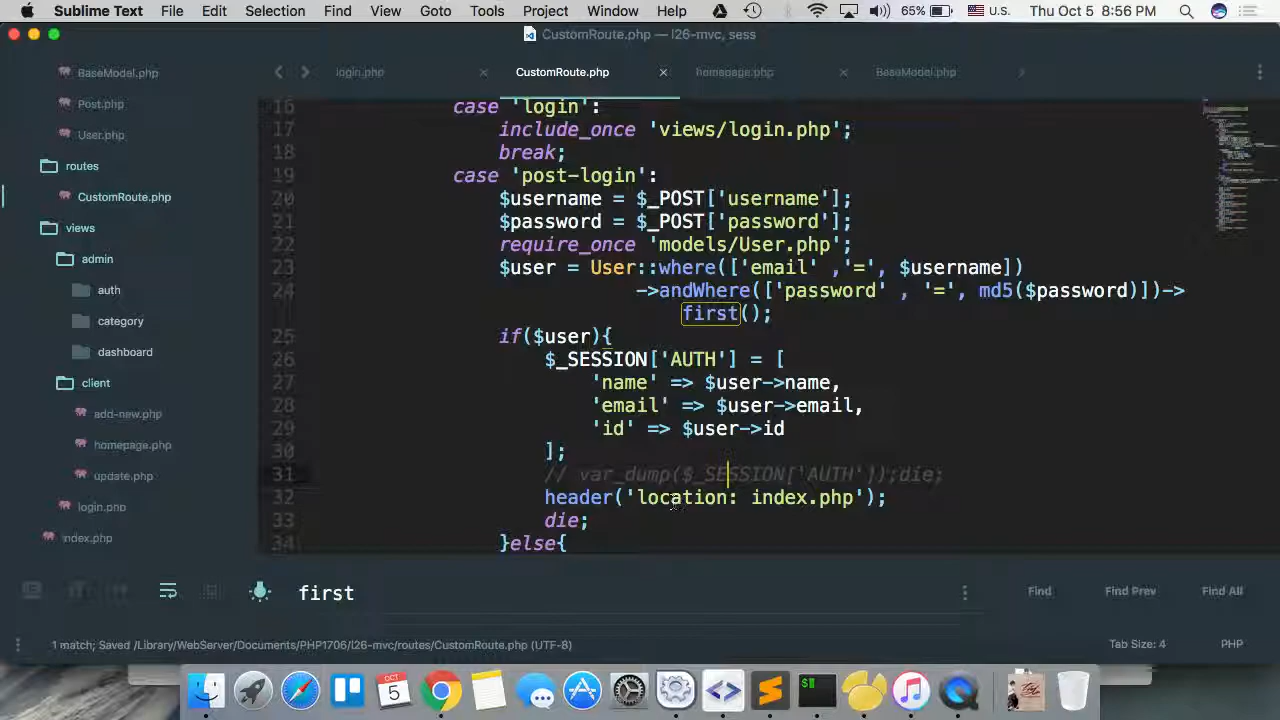 Sublime Text File Edit Selection Find View Goto Tools Project Window Help 65% U.S. Thu Oct 5 8:56 PM
CustomRoute.php — l26-mvc, sess
login.php CustomRoute.php homepage.php BaseModel.php
BaseModel.php
Post.php
User.php
routes
CustomRoute.php
views
admin
auth
category
dashboard
client
add-new.php
homepage.php
update.php
login.php
index.php
16 case 'login':
17 include_once 'views/login.php';
18 break;
19 case 'post-login':
20 $username = $_POST['username'];
21 $password = $_POST['password'];
22 require_once 'models/User.php';
23 $user = User::where(['email' ,'=', $username])
24 ->andWhere(['password' , '=', md5($password)])->
first();
25 if($user){
26 $_SESSION['AUTH'] = [
27 'name' => $user->name,
28 'email' => $user->email,
29 'id' => $user->id
30 ];
31 // var_dump($_SESSION['AUTH']);die;
32 header('location: index.php');
33 die;
34 }else{
first Find Find Prev Find All
1 match; Saved /Library/WebServer/Documents/PHP1706/l26-mvc/routes/CustomRoute.php (UTF-8) Tab Size: 4 PHP
OCT
5